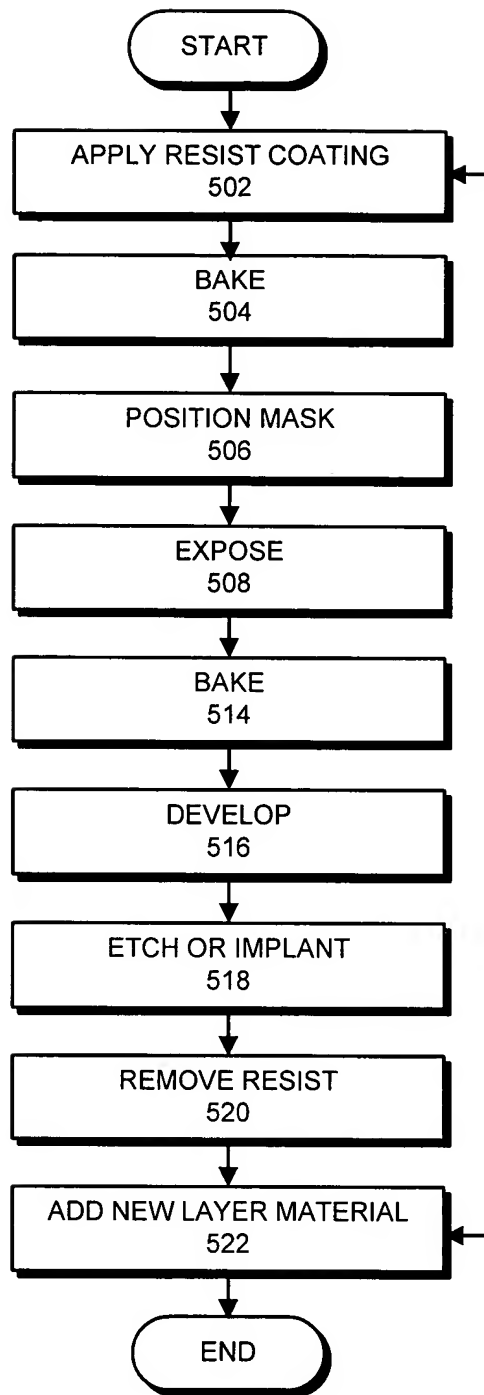 START
APPLY RESIST COATING
502
BAKE
504
POSITION MASK
506
EXPOSE
508
BAKE
514
DEVELOP
516
ETCH OR IMPLANT
518
REMOVE RESIST
520
ADD NEW LAYER MATERIAL
522
END